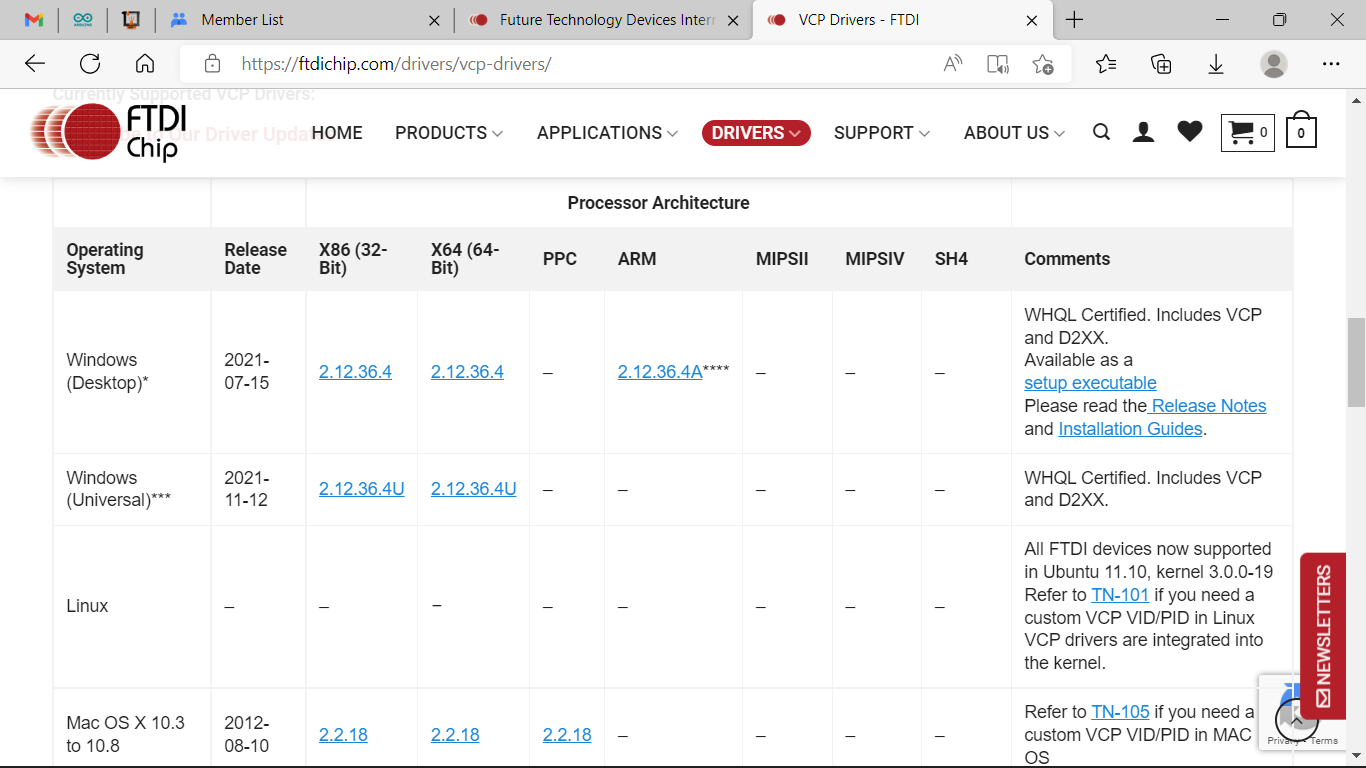 Member List
Future Technology Devices Intern
VCP Drivers - FTDI
https://ftdichip.com/drivers/vcp-drivers/
Currently Supported VCP Drivers:
FTDI
Chip
Our Driver Updat
HOME
PRODUCTS
APPLICATIONS
DRIVERS
SUPPORT
ABOUT US
0
0
Processor Architecture
Operating
System
Release
Date
X86 (32-
Bit)
X64 (64-
Bit)
PPC
ARM
MIPSII
MIPSIV
SH4
Comments
Windows
(Desktop)*
2021-
07-15
2.12.36.4
2.12.36.4
–
2.12.36.4A****
–
–
–
WHQL Certified. Includes VCP
and D2XX.
Available as a
setup executable
Please read the Release Notes
and Installation Guides.
Windows
(Universal)***
2021-
11-12
2.12.36.4U
2.12.36.4U
–
–
–
–
–
WHQL Certified. Includes VCP
and D2XX.
Linux
–
–
–
–
–
–
–
–
All FTDI devices now supported
in Ubuntu 11.10, kernel 3.0.0-19
Refer to TN-101 if you need a
custom VCP VID/PID in Linux
VCP drivers are integrated into
the kernel.
Mac OS X 10.3
to 10.8
2012-
08-10
2.2.18
2.2.18
2.2.18
–
–
–
–
Refer to TN-105 if you need a
custom VCP VID/PID in MAC
OS
NEWSLETTERS
Privacy - Terms